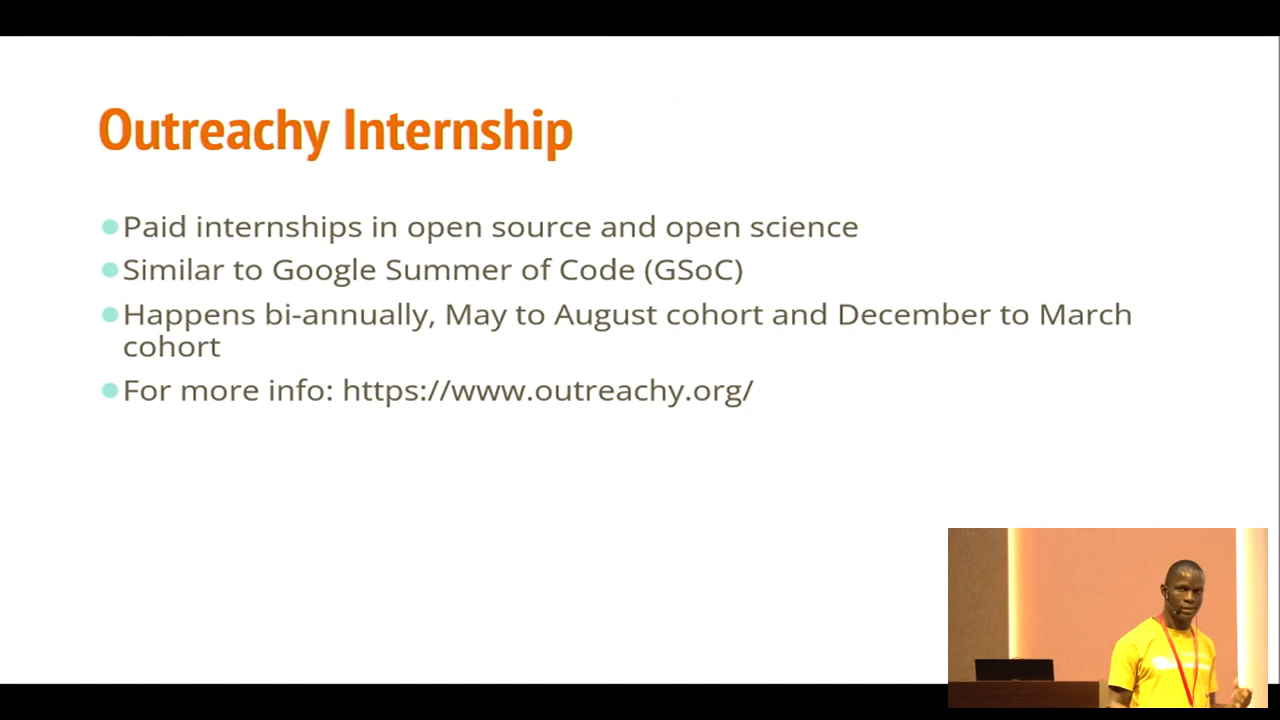 Outreachy Internship
Paid internships in open source and open science
Similar to Google Summer of Code (GSoC)
Happens bi-annually, May to August cohort and December to March
cohort
For more info: https://www.outreachy.org/